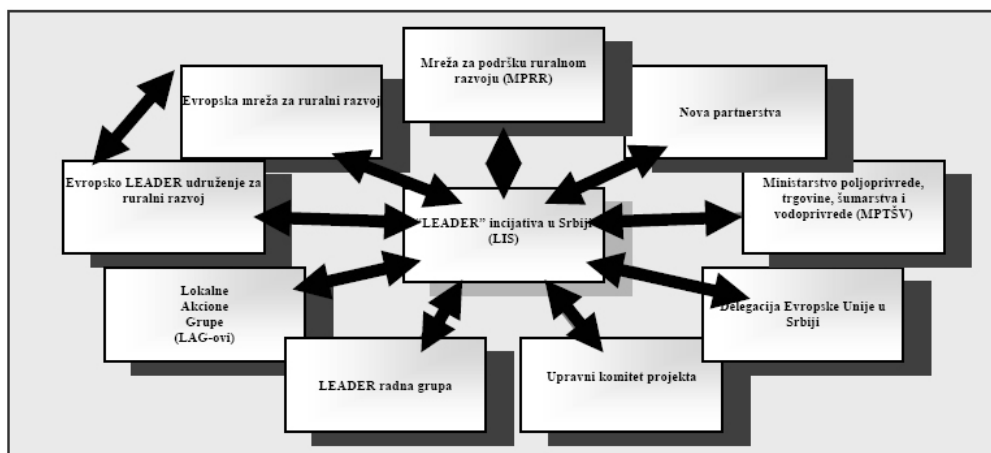 Mreža za podršku ruralnom
razvoju (MPRR)
Evropska mreža za ruralni razvoj
Nova partnerstva
Evropsko LEADER udruženje za
ruralni razvoj
Ministarstvo poljoprivrede,
trgovine, šumarstva i
vodoprivrede (MPTŠV)
"LEADER" incijativa u Srbiji
(LIS)
Lokalne
Akcione
Grupe
(LAG-ovi)
Delegacija Evropske Unije u
Srbiji
LEADER radna grupa
Upravni komitet projekta